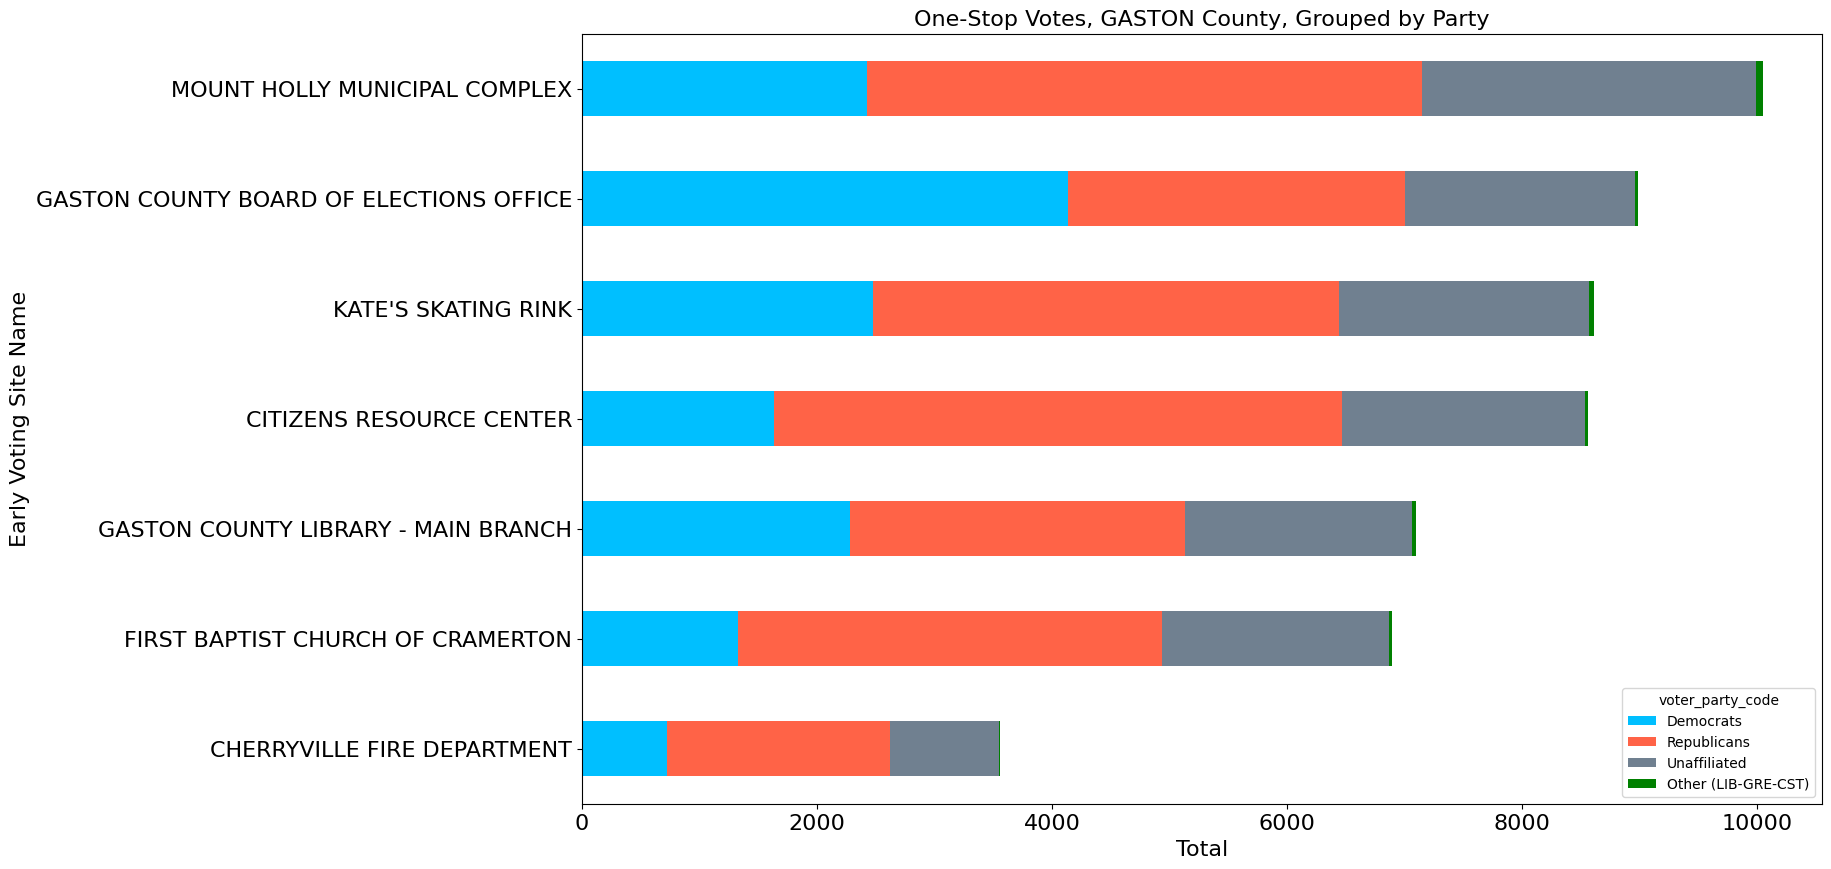 One-Stop Votes, GASTON County, Grouped by Party
Early Voting Site Name
MOUNT HOLLY MUNICIPAL COMPLEX
GASTON COUNTY BOARD OF ELECTIONS OFFICE
KATE'S SKATING RINK
CITIZENS RESOURCE CENTER
GASTON COUNTY LIBRARY - MAIN BRANCH
FIRST BAPTIST CHURCH OF CRAMERTON
CHERRYVILLE FIRE DEPARTMENT
voter_party_code
Democrats
Republicans
Unaffiliated
Other (LIB-GRE-CST)
0 2000 4000 6000 8000 10000
Total